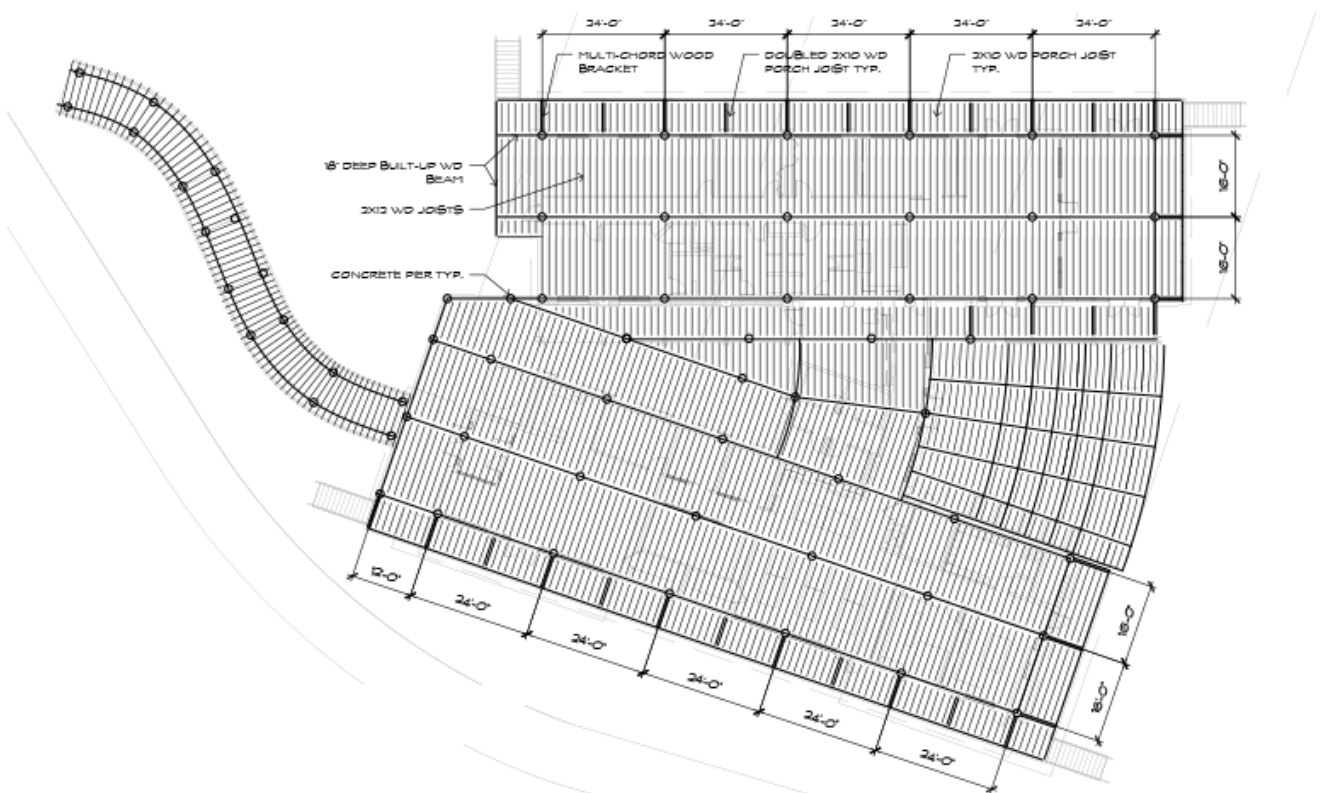 24'-0"
24'-0"
24'-0"
24'-0"
24'-0"
MULTI-CHORD WOOD
BRACKET
DOUBLED 2X10 WD
PORCH JOIST TYP.
2X10 WD PORCH JOIST
TYP.
18" DEEP BUILT-UP WD
BEAM
2X12 WD JOISTS
CONCRETE PIER TYP.
16'-0"
16'-0"
12'-0"
24'-0"
24'-0"
24'-0"
24'-0"
24'-0"
16'-0"
16'-0"